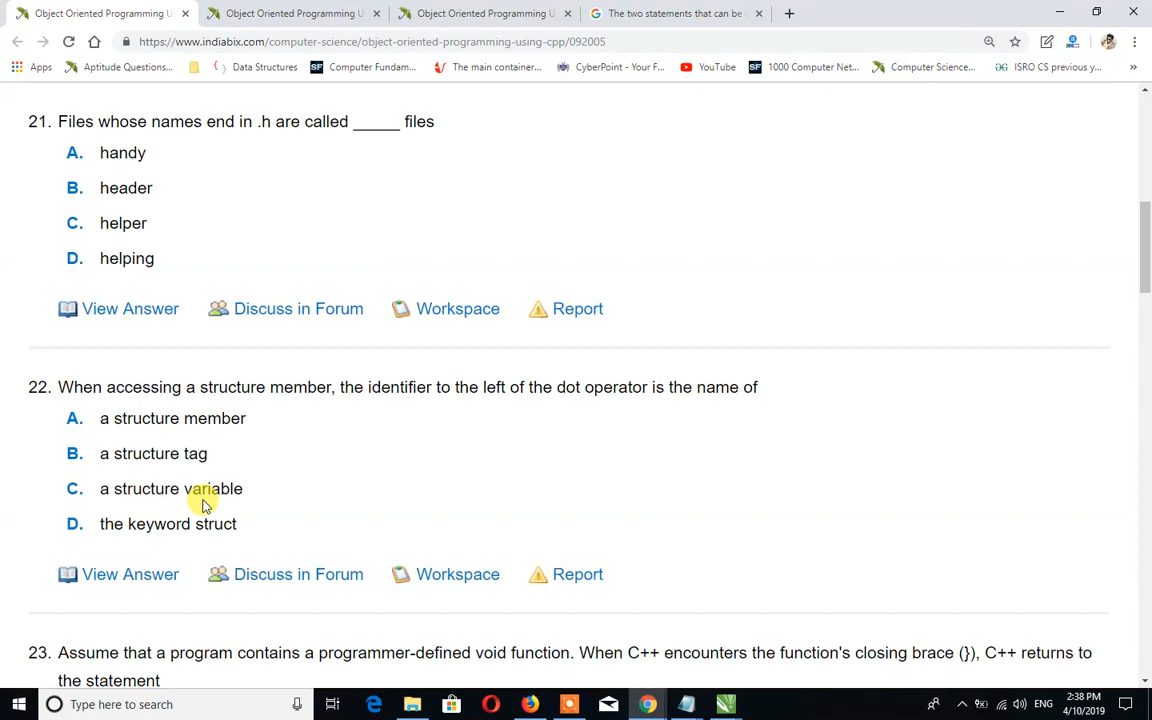 Object Oriented Programming U
Object Oriented Programming U
Object Oriented Programming U
The two statements that can be
https://www.indiabix.com/computer-science/object-oriented-programming-using-cpp/092005
Apps
Aptitude Questions...
Data Structures
SF
Computer Fundam...
The main container...
CyberPoint - Your F...
YouTube
SF
1000 Computer Net...
Computer Science...
ISRO CS previous y...
»
21. Files whose names end in .h are called _____ files
A. handy
B. header
C. helper
D. helping
View Answer Discuss in Forum Workspace Report
22. When accessing a structure member, the identifier to the left of the dot operator is the name of
A. a structure member
B. a structure tag
C. a structure variable
D. the keyword struct
View Answer Discuss in Forum Workspace Report
23. Assume that a program contains a programmer-defined void function. When C++ encounters the function's closing brace (}), C++ returns to
the statement
Type here to search
ENG
2:38 PM
4/10/2019